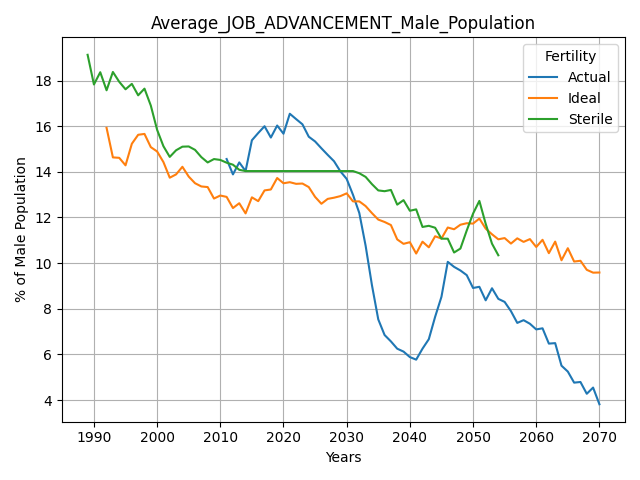 Average_JOB_ADVANCEMENT_Male_Population
Fertility
Actual
Ideal
Sterile
% of Male Population
18
16
14
12
10
8
6
4
1990 2000 2010 2020 2030 2040 2050 2060 2070
Years